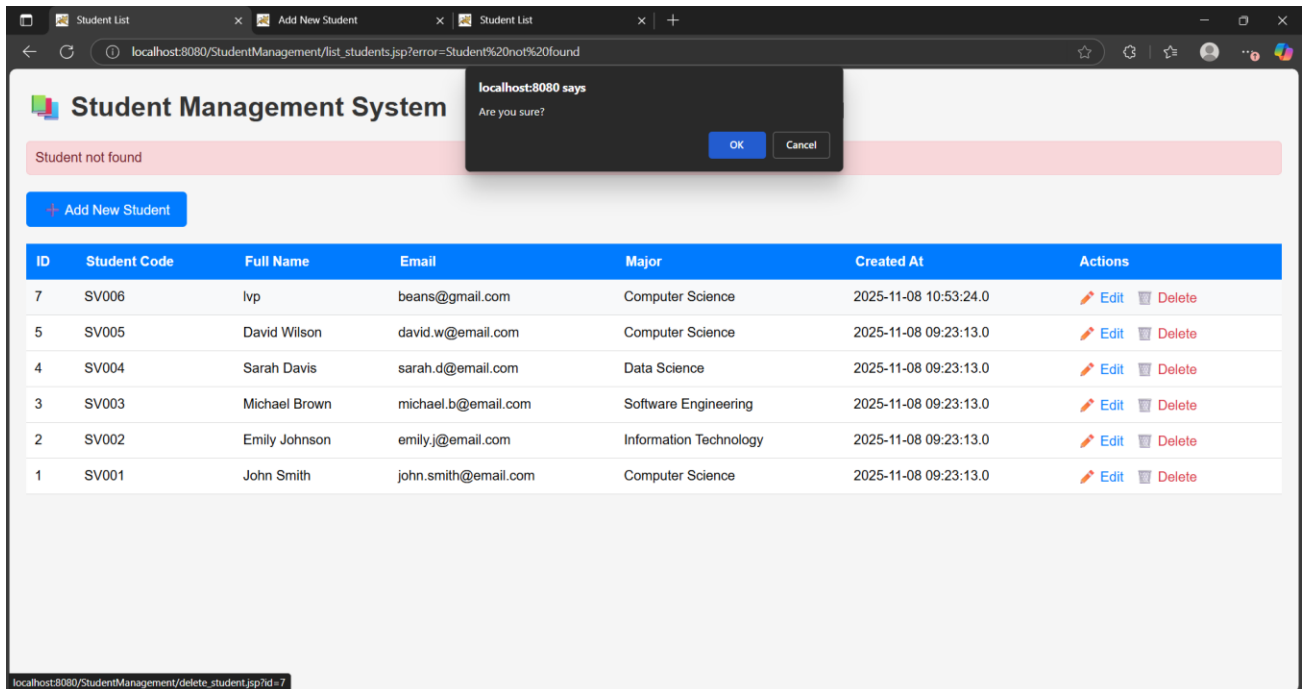 Student List Add New Student Student List
localhost:8080/StudentManagement/list_students.jsp?error=Student%20not%20found
localhost:8080 says
Are you sure?
OK Cancel
Student Management System
Student not found
Add New Student
ID Student Code Full Name Email Major Created At Actions
7 SV006 lvp beans@gmail.com Computer Science 2025-11-08 10:53:24.0 Edit Delete
5 SV005 David Wilson david.w@email.com Computer Science 2025-11-08 09:23:13.0 Edit Delete
4 SV004 Sarah Davis sarah.d@email.com Data Science 2025-11-08 09:23:13.0 Edit Delete
3 SV003 Michael Brown michael.b@email.com Software Engineering 2025-11-08 09:23:13.0 Edit Delete
2 SV002 Emily Johnson emily.j@email.com Information Technology 2025-11-08 09:23:13.0 Edit Delete
1 SV001 John Smith john.smith@email.com Computer Science 2025-11-08 09:23:13.0 Edit Delete
localhost:8080/StudentManagement/delete_student.jsp?id=7